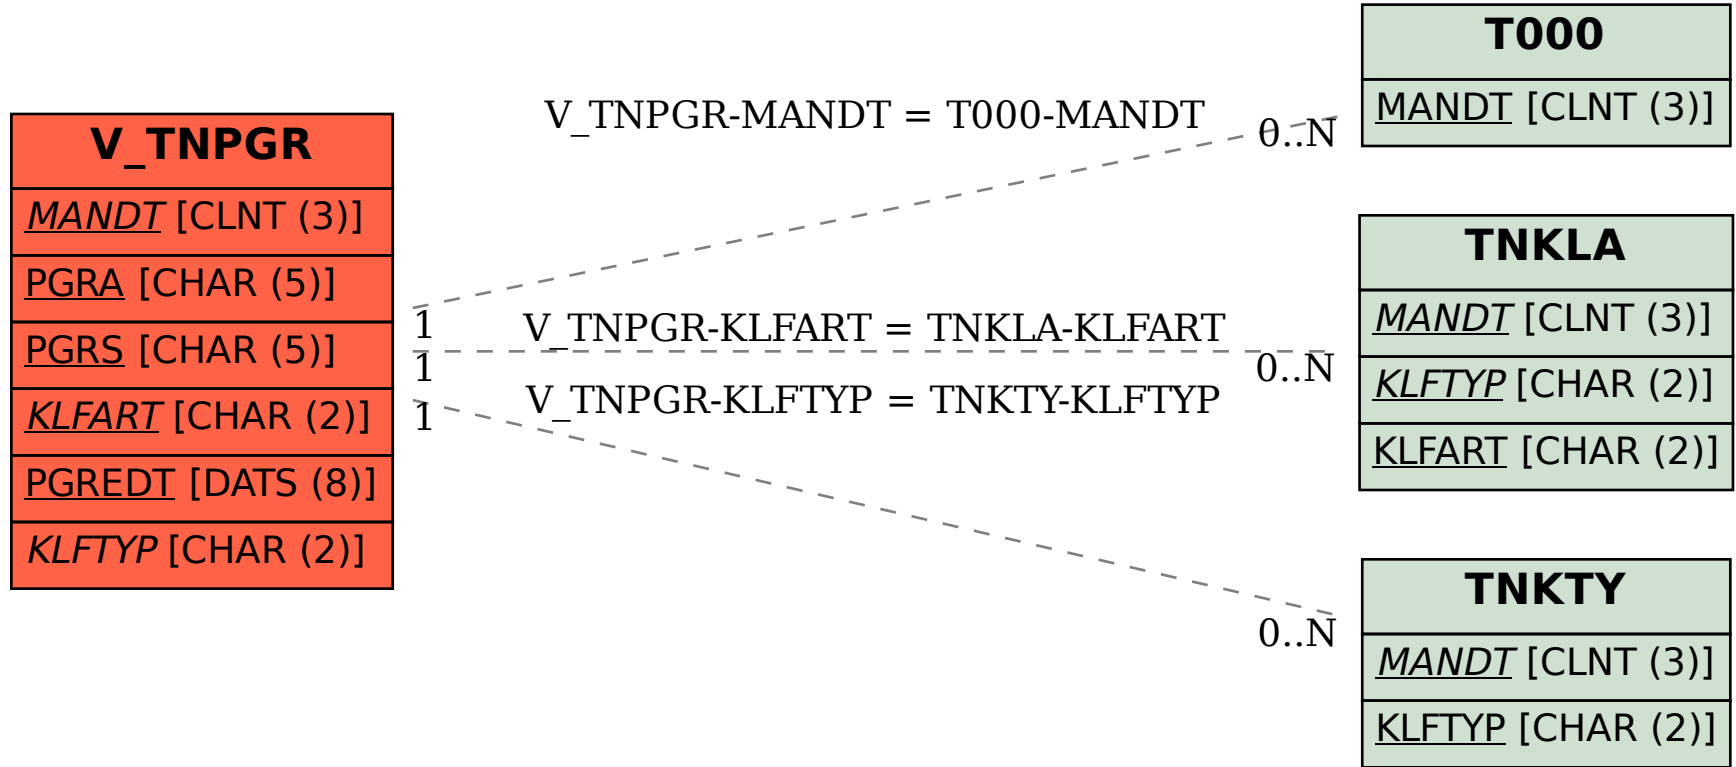 V_TNPGR
MANDT [CLNT (3)]
PGRA [CHAR (5)]
PGRS [CHAR (5)]
KLFART [CHAR (2)]
PGREDT [DATS (8)]
KLFTYP [CHAR (2)]
V_TNPGR-MANDT = T000-MANDT
0..N
1
V_TNPGR-KLFART = TNKLA-KLFART
1
0..N
V_TNPGR-KLFTYP = TNKTY-KLFTYP
1
0..N
T000
MANDT [CLNT (3)]
TNKLA
MANDT [CLNT (3)]
KLFTYP [CHAR (2)]
KLFART [CHAR (2)]
TNKTY
MANDT [CLNT (3)]
KLFTYP [CHAR (2)]